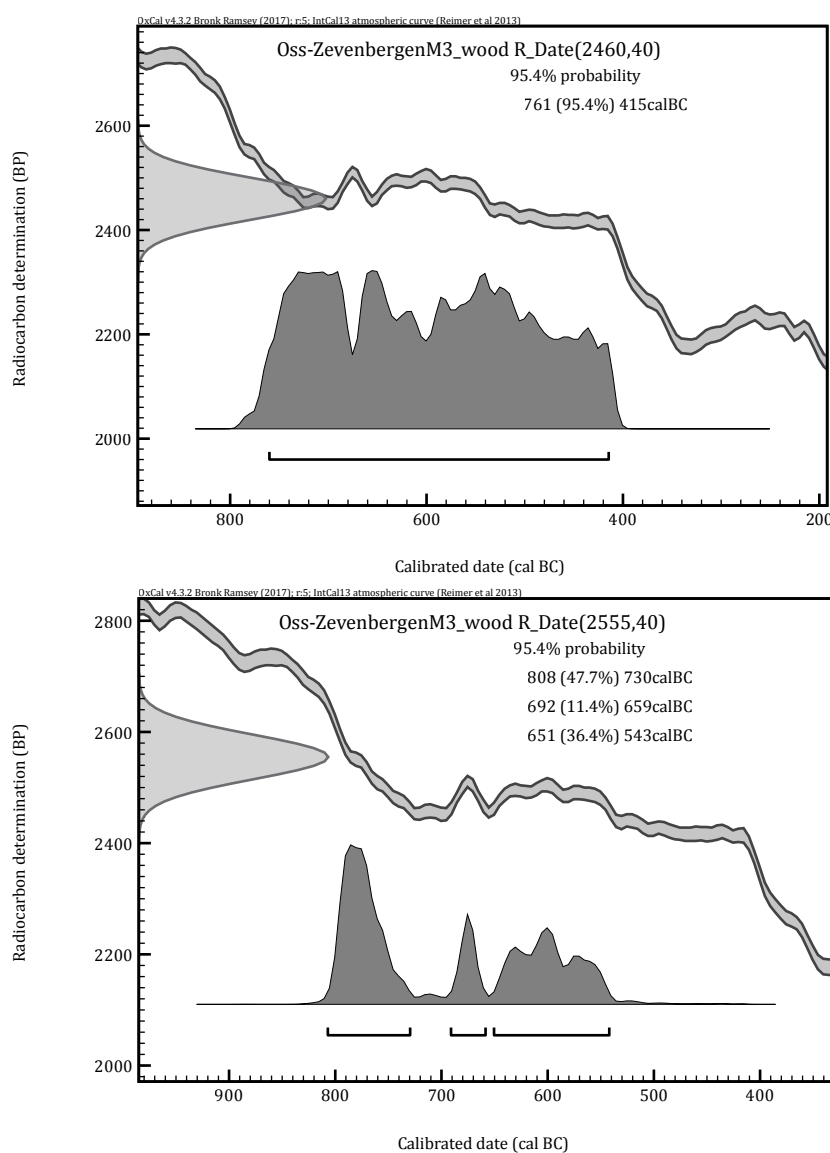 OxCal v4.3.2 Bronk Ramsey (2017); r:5; IntCal13 atmospheric curve (Reimer et al 2013)
Oss-ZevenbergenM3_wood R_Date(2460,40)
95.4% probability
761 (95.4%) 415calBC
Radiocarbon determination (BP)
2600
2400
2200
2000
800 600 400 200
Calibrated date (cal BC)
OxCal v4.3.2 Bronk Ramsey (2017); r:5; IntCal13 atmospheric curve (Reimer et al 2013)
Oss-ZevenbergenM3_wood R_Date(2555,40)
95.4% probability
808 (47.7%) 730calBC
692 (11.4%) 659calBC
651 (36.4%) 543calBC
Radiocarbon determination (BP)
2800
2600
2400
2200
2000
900 800 700 600 500 400
Calibrated date (cal BC)